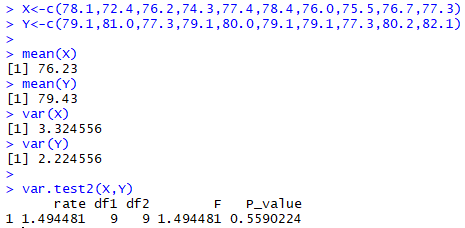 > X<-c(78.1,72.4,76.2,74.3,77.4,78.4,76.0,75.5,76.7,77.3)
> Y<-c(79.1,81.0,77.3,79.1,80.0,79.1,79.1,77.3,80.2,82.1)
>
> mean(X)
[1] 76.23
> mean(Y)
[1] 79.43
> var(X)
[1] 3.324556
> var(Y)
[1] 2.224556
>
> var.test2(X,Y)
rate df1 df2 F P_value
1 1.494481 9 9 1.494481 0.5590224